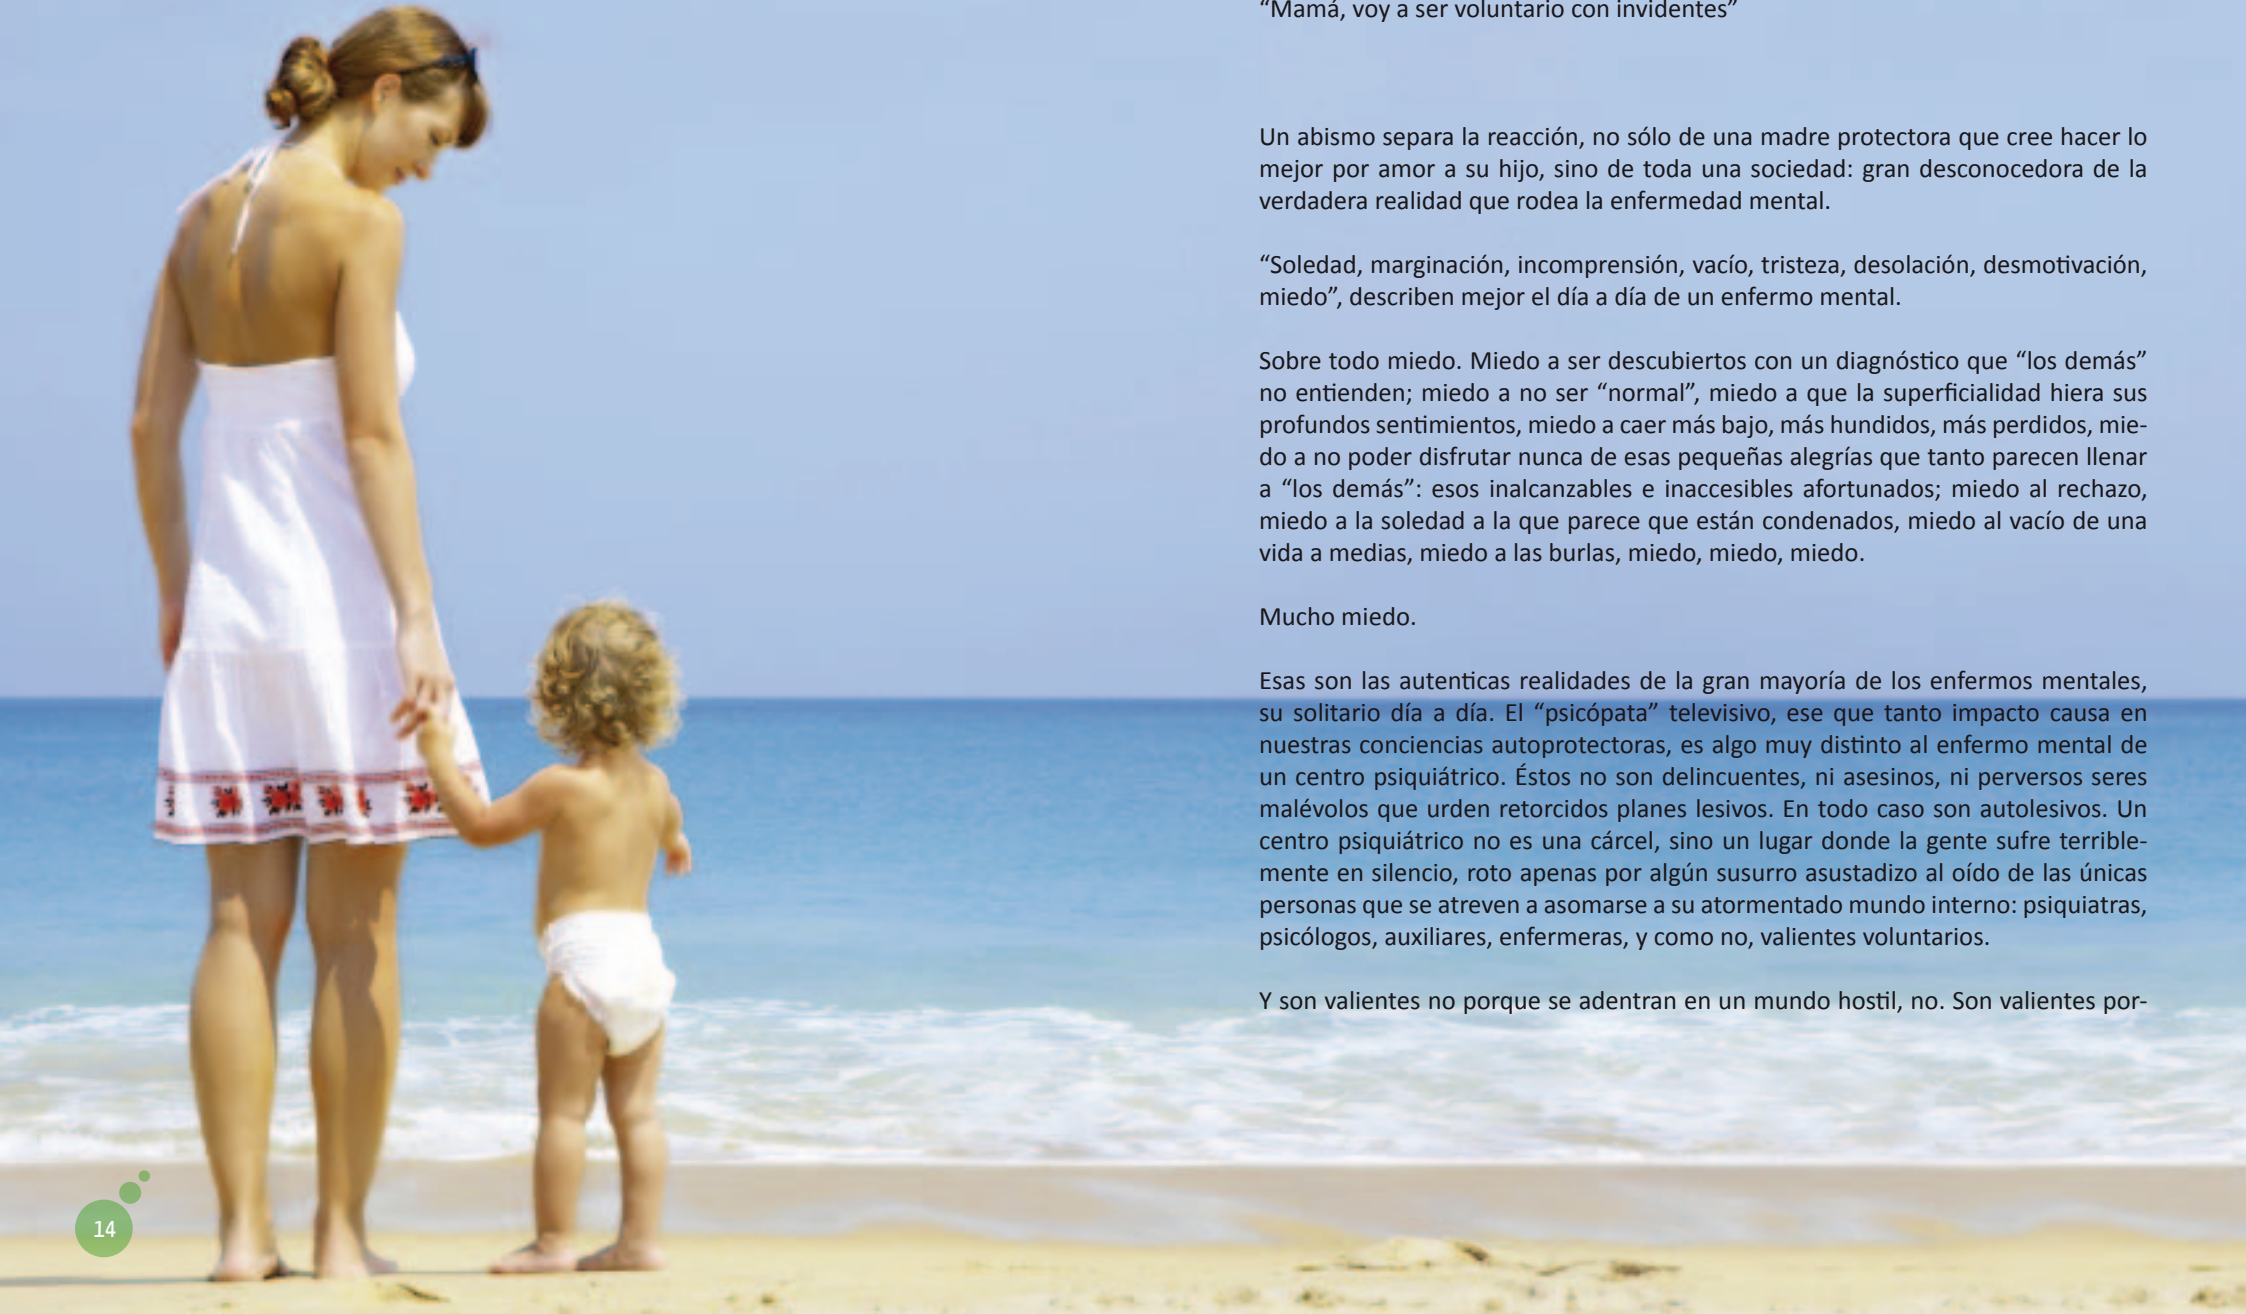 “Mamá, voy a ser voluntario con invidentes”
Un abismo separa la reacción, no sólo de una madre protectora que cree hacer lo
mejor por amor a su hijo, sino de toda una sociedad: gran desconocedora de la
verdadera realidad que rodea la enfermedad mental.
“Soledad, marginación, incomprensión, vacío, tristeza, desolación, desmotivación,
miedo”, describen mejor el día a día de un enfermo mental.
Sobre todo miedo. Miedo a ser descubiertos con un diagnóstico que “los demás”
no entienden; miedo a no ser “normal”, miedo a que la superficialidad hiera sus
profundos sentimientos, miedo a caer más bajo, más hundidos, más perdidos, mie-
do a no poder disfrutar nunca de esas pequeñas alegrías que tanto parecen llenar
a “los demás”: esos inalcanzables e inaccesibles afortunados; miedo al rechazo,
miedo a la soledad a la que parece que están condenados, miedo al vacío de una
vida a medias, miedo a las burlas, miedo, miedo, miedo.
Mucho miedo.
Esas son las autenticas realidades de la gran mayoría de los enfermos mentales,
su solitario día a día. El “psicópata” televisivo, ese que tanto impacto causa en
nuestras conciencias autoprotectoras, es algo muy distinto al enfermo mental de
un centro psiquiátrico. Éstos no son delincuentes, ni asesinos, ni perversos seres
malévolos que urden retorcidos planes lesivos. En todo caso son autolesivos. Un
centro psiquiátrico no es una cárcel, sino un lugar donde la gente sufre terrible-
mente en silencio, roto apenas por algún susurro asustadizo al oído de las únicas
personas que se atreven a asomarse a su atormentado mundo interno: psiquiatras,
psicólogos, auxiliares, enfermeras, y como no, valientes voluntarios.
Y son valientes no porque se adentran en un mundo hostil, no. Son valientes por-
14